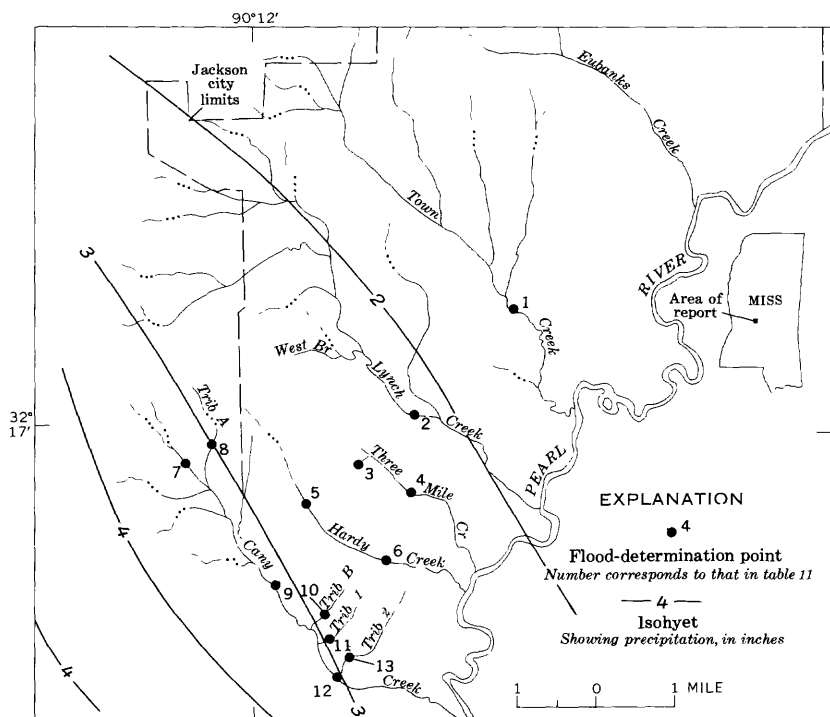 90°12'
Jackson
city
limits
Eubanks
Creek
Town
Creek
RIVER
PEARL
Area of
report
MISS
3
2
1
West Br
Lynch
Creek
2
32°
17'
Trib A
8
7
3
Three
Mile
Cr
4
5
Hardy
Creek
6
4
Cany
9
10
Trib B
Trib 1
11
Trib 2
13
12
Creek
3
4
EXPLANATION
4
Flood-determination point
Number corresponds to that in table 11
4
Isohyet
Showing precipitation, in inches
1 0 1 MILE